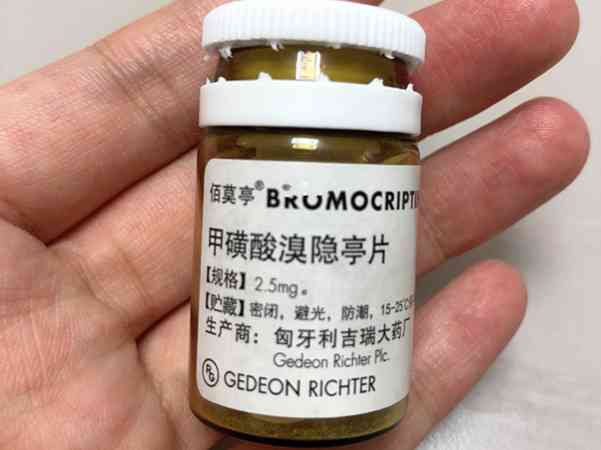 佰莫亭® BROMOCRIPTIN
甲磺酸溴隐亭片
【规格】2.5mg。
【贮藏】密闭，避光，防潮，15-25℃
生产商：匈牙利吉瑞大药厂
Gedeon Richter Plc.
RG GEDEON RICHTER